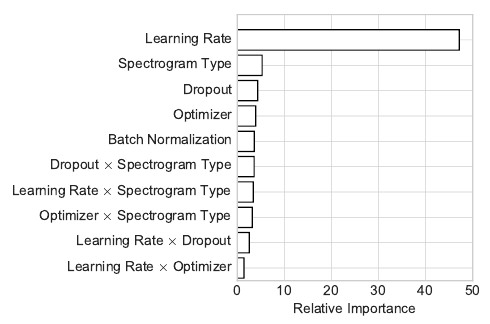 Learning Rate
Spectrogram Type
Dropout
Optimizer
Batch Normalization
Dropout × Spectrogram Type
Learning Rate × Spectrogram Type
Optimizer × Spectrogram Type
Learning Rate × Dropout
Learning Rate × Optimizer
0 10 20 30 40 50
Relative Importance